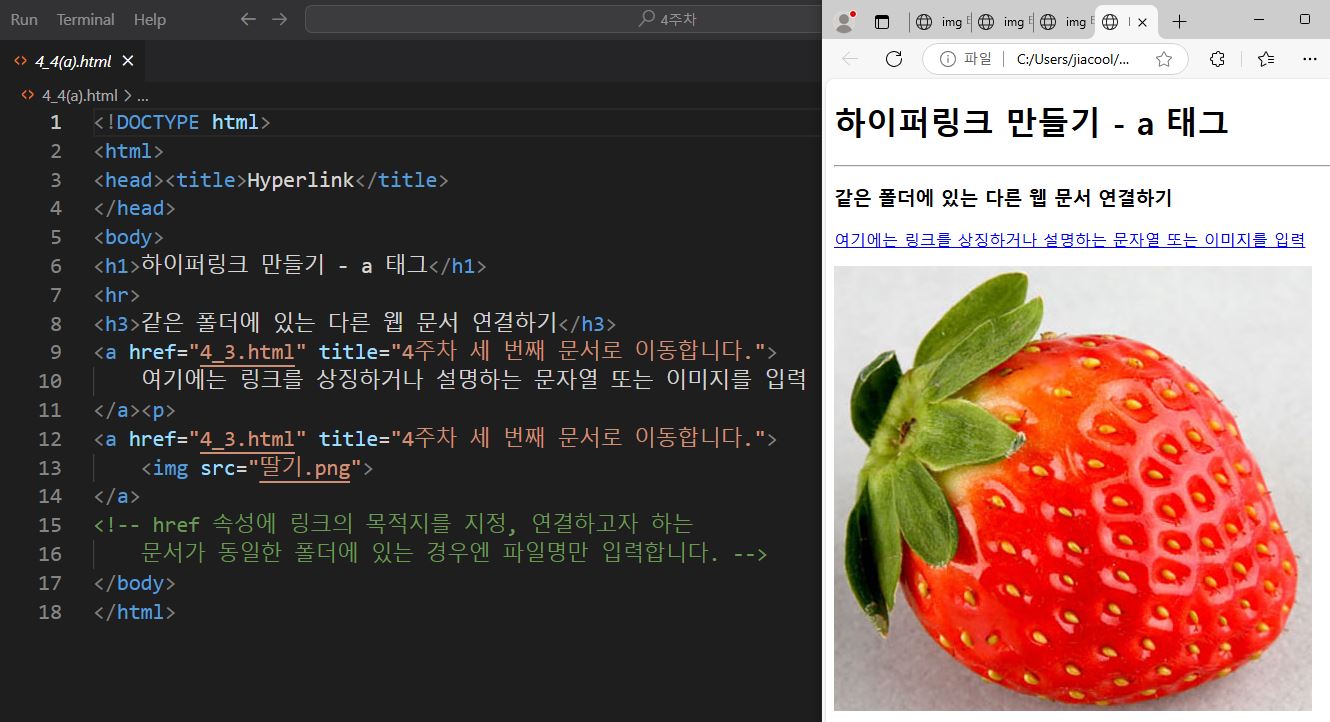 Run Terminal Help
4주차
4_4(a).html
4_4(a).html > ...
1 <!DOCTYPE html>
2 <html>
3 <head><title>Hyperlink</title>
4 </head>
5 <body>
6 <h1>하이퍼링크 만들기 - a 태그</h1>
7 <hr>
8 <h3>같은 폴더에 있는 다른 웹 문서 연결하기</h3>
9 <a href="4_3.html" title="4주차 세 번째 문서로 이동합니다.">
10 여기에는 링크를 상징하거나 설명하는 문자열 또는 이미지를 입력
11 </a><p>
12 <a href="4_3.html" title="4주차 세 번째 문서로 이동합니다.">
13 <img src="딸기.png">
14 </a>
15 <!-- href 속성에 링크의 목적지를 지정, 연결하고자 하는
16 문서가 동일한 폴더에 있는 경우엔 파일명만 입력합니다. -->
17 </body>
18 </html>
img
img
img
파일 C:/Users/jiacool/...
하이퍼링크 만들기 - a 태그
같은 폴더에 있는 다른 웹 문서 연결하기
여기에는 링크를 상징하거나 설명하는 문자열 또는 이미지를 입력